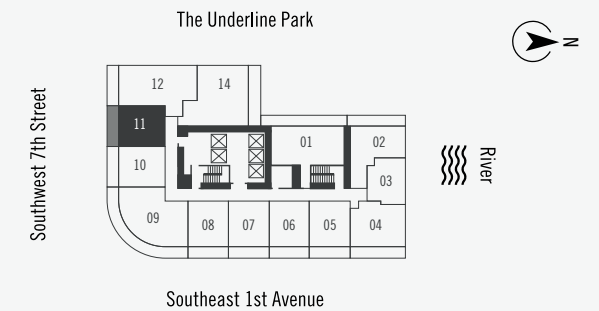 The Underline Park
N
Southwest 7th Street
12
14
11
10
09
01
02
03
08
07
06
05
04
River
Southeast 1st Avenue